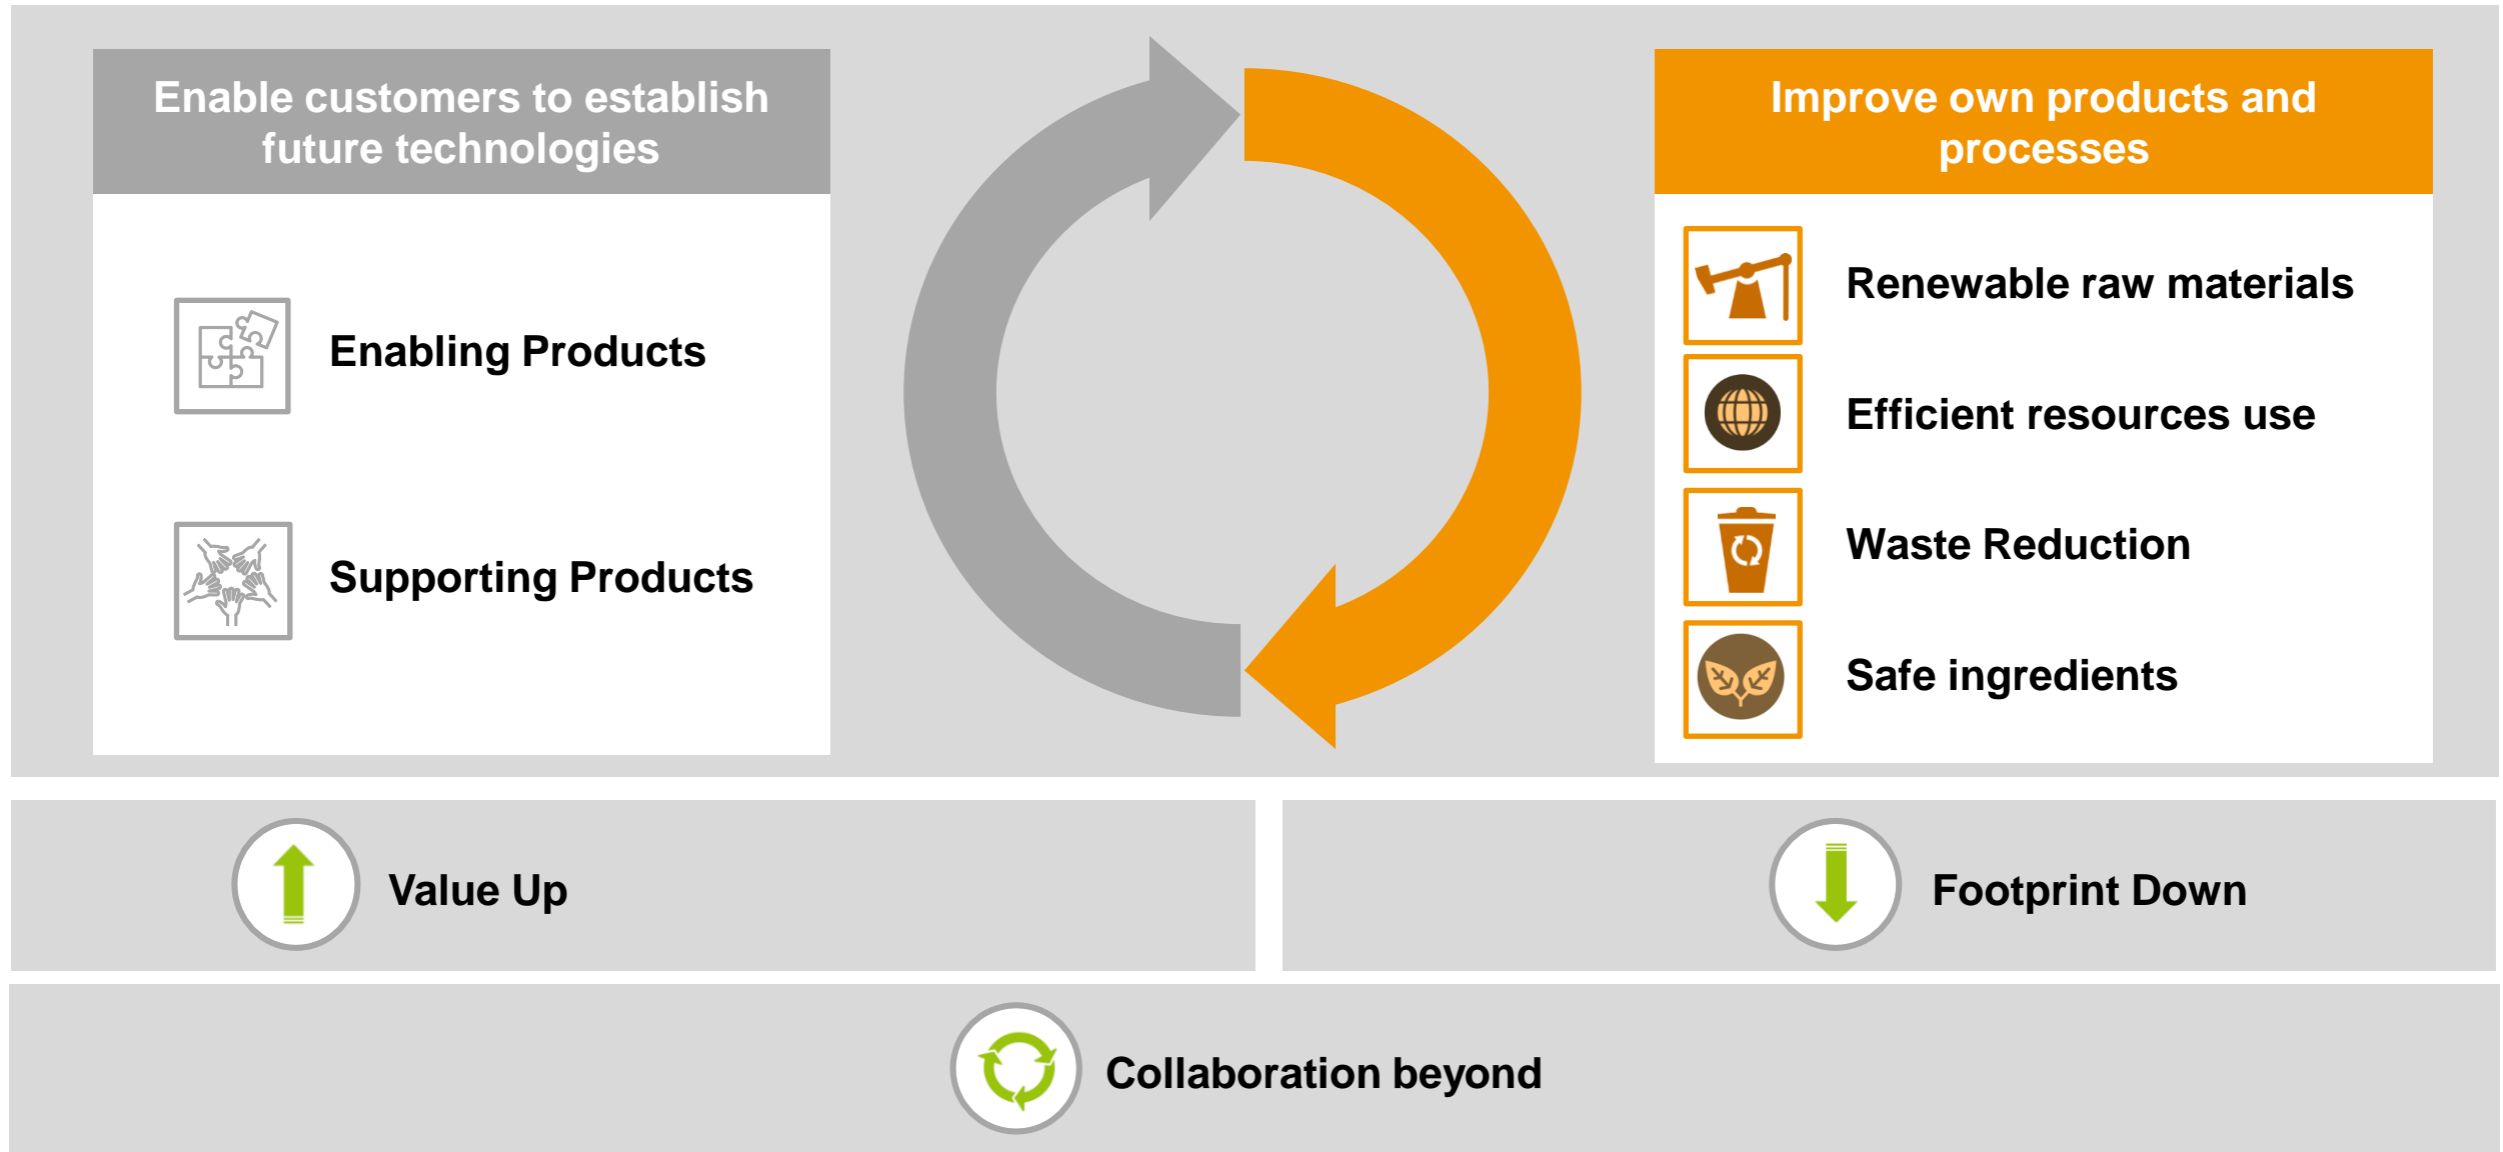 Enable customers to establish
future technologies
Enabling Products
Supporting Products
Improve own products and
processes
Renewable raw materials
Efficient resources use
Waste Reduction
Safe ingredients
Value Up
Footprint Down
Collaboration beyond